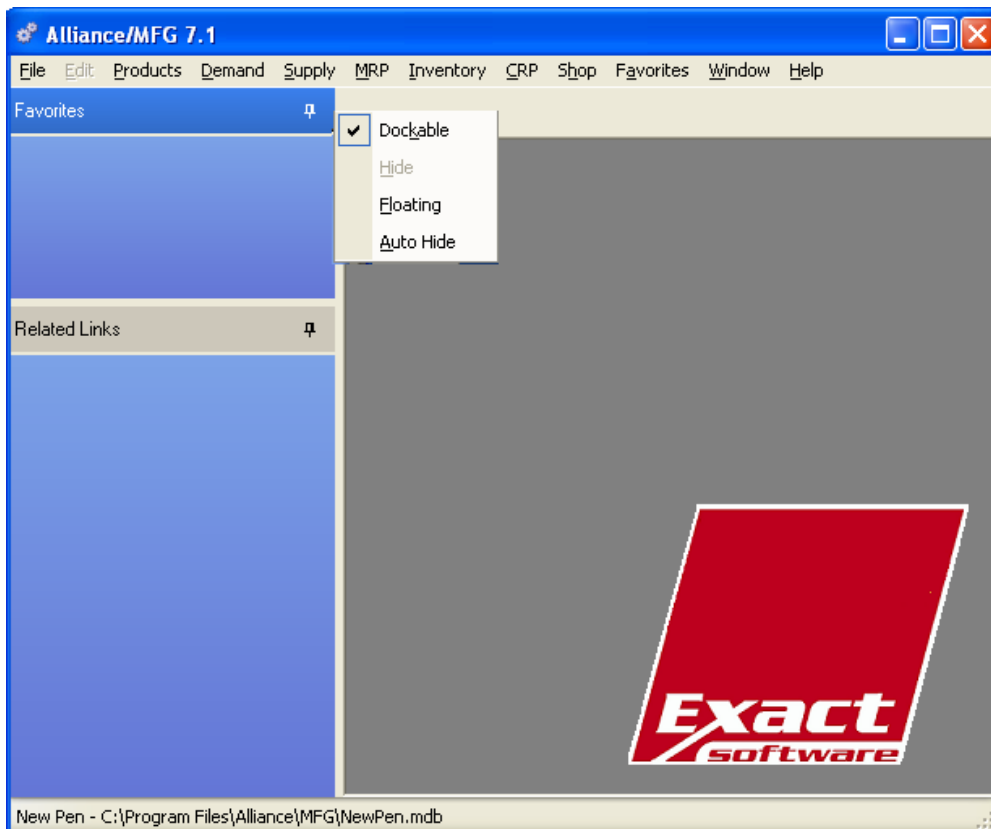 Alliance/MFG 7.1
File Edit Products Demand Supply MRP Inventory CRP Shop Favorites Window Help
Favorites
Dockable
Hide
Floating
Auto Hide
Related Links
Exact
software
New Pen - C:\Program Files\Alliance\MFG\NewPen.mdb